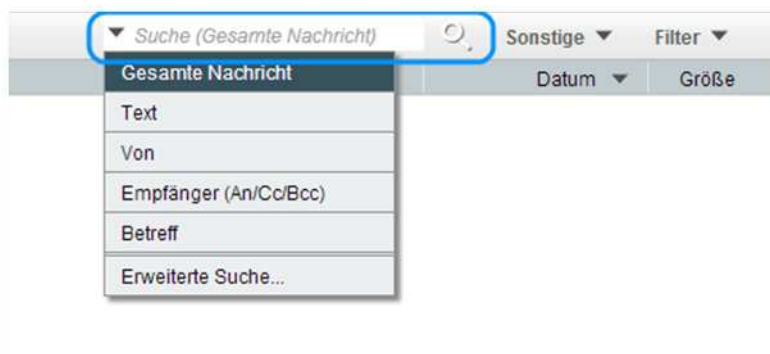 Suche (Gesamte Nachricht) Sonstige Filter
Gesamte Nachricht Datum Größe
Text
Von
Empfänger (An/Cc/Bcc)
Betreff
Erweiterte Suche...